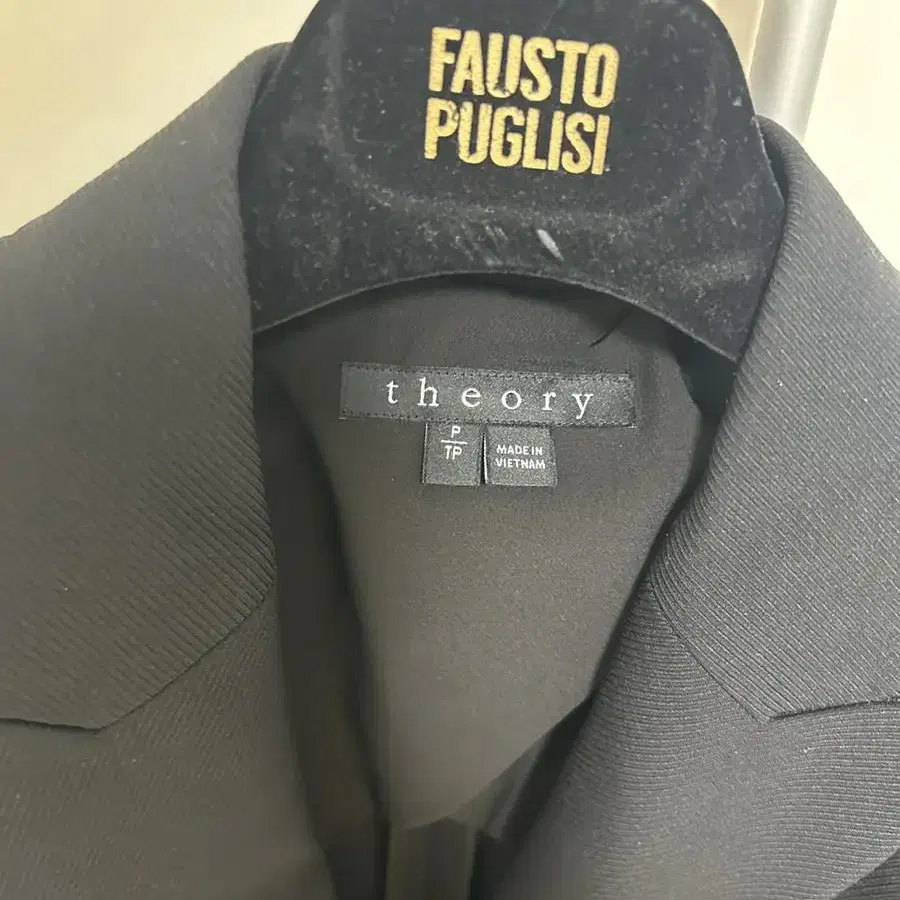 FAUSTO
PUGLISI
theory
P
TP
MADE IN
VIETNAM